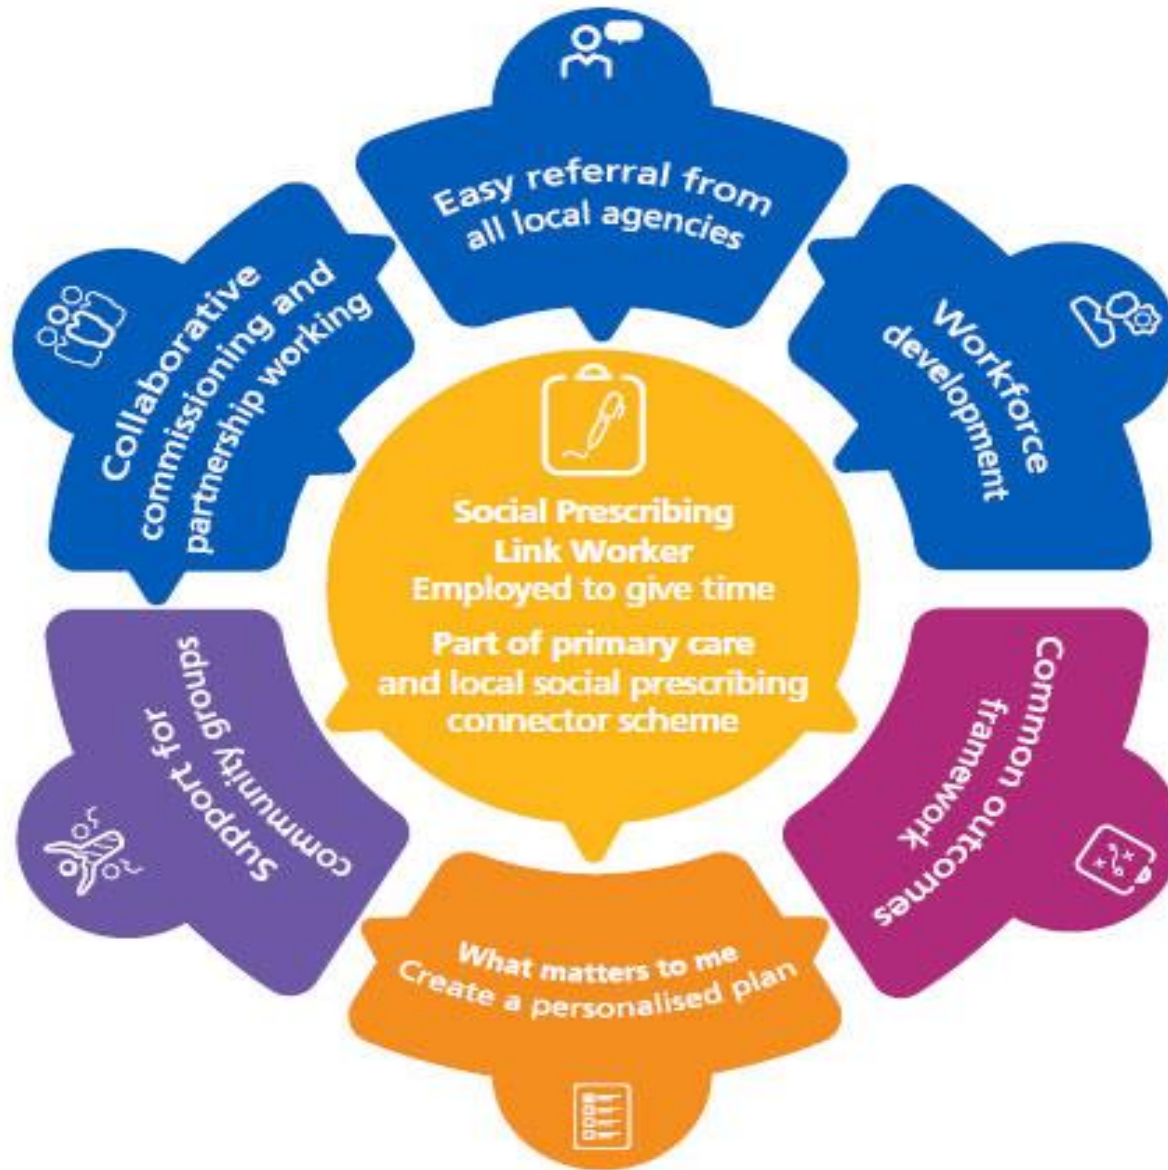 Easy referral from
all local agencies
Workforce
development
Common outcomes
framework
What matters to me
Create a personalised plan
Support for
community groups
Collaborative
commissioning and
partnership working
Social Prescribing
Link Worker
Employed to give time
Part of primary care
and local social prescribing
connector scheme